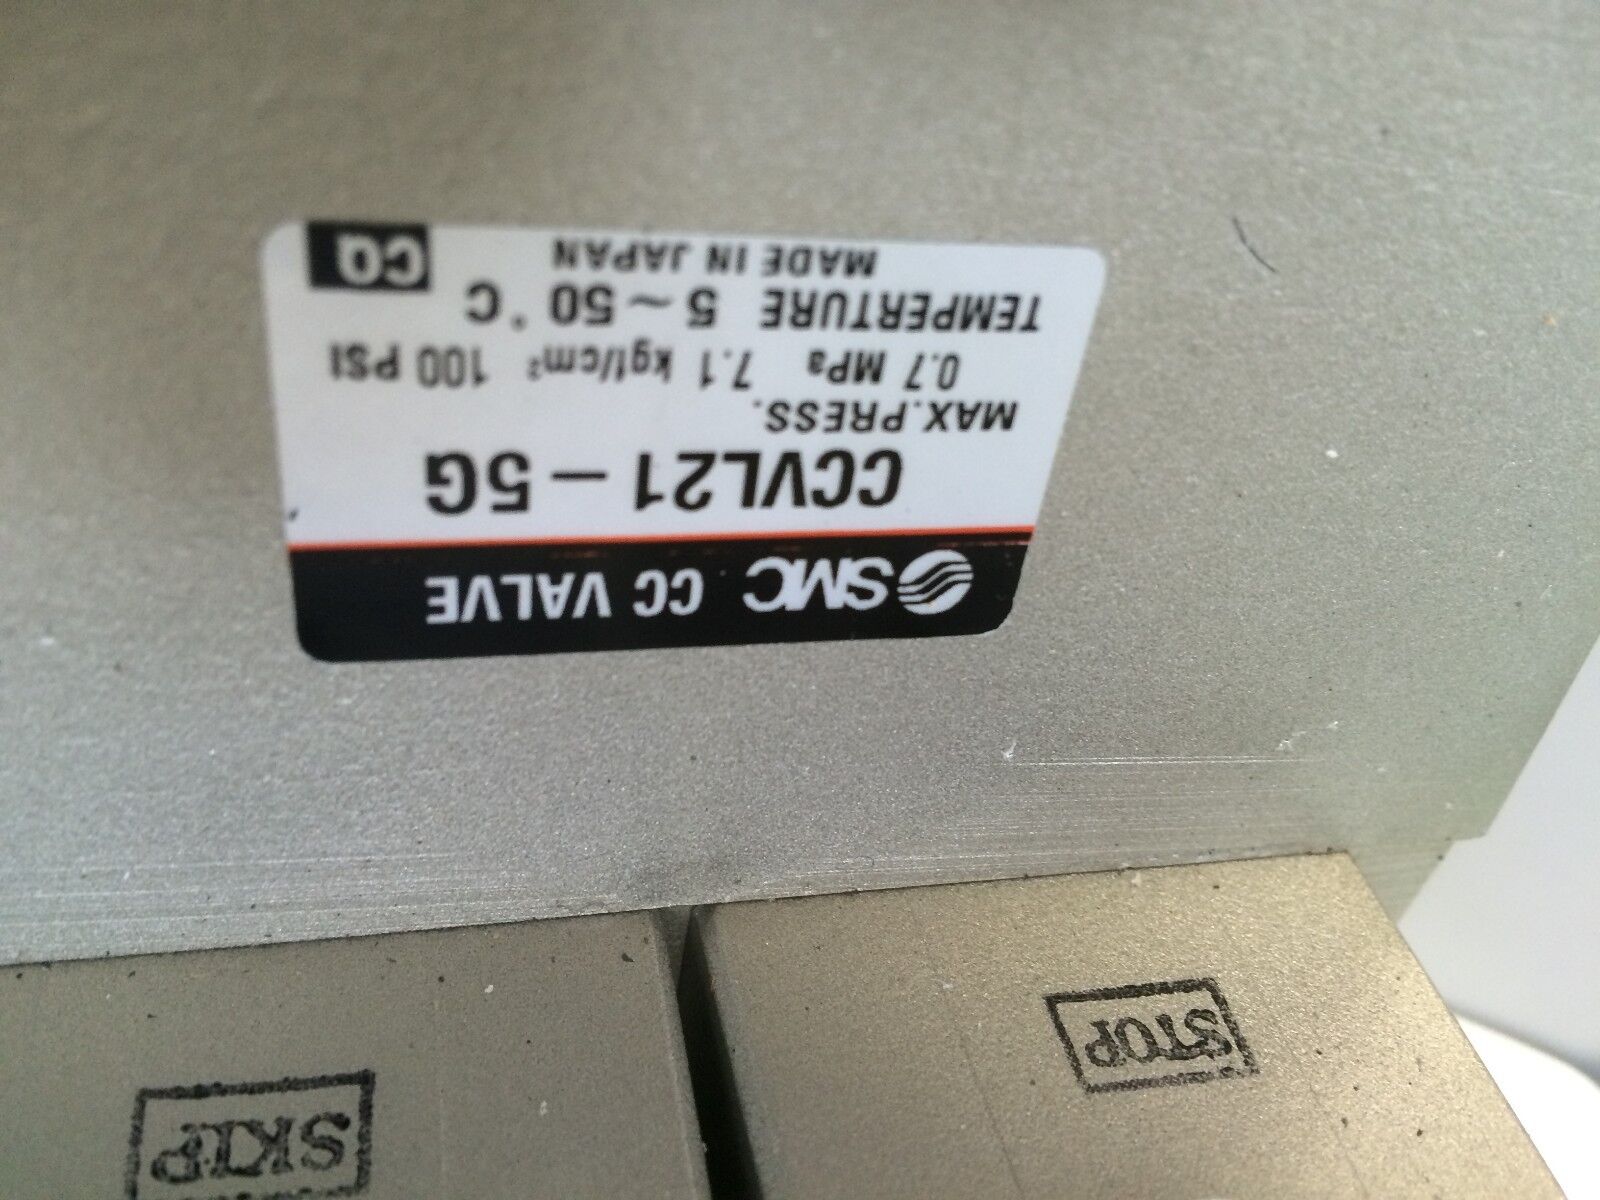 SMC CC VALVE
CCVL21-5G
MAX.PRESS.
0.7 MPa 7.1 kgf/cm² 100 PSI
TEMPERTURE 5~50°C
MADE IN JAPAN
CQ
STOP
SKIP